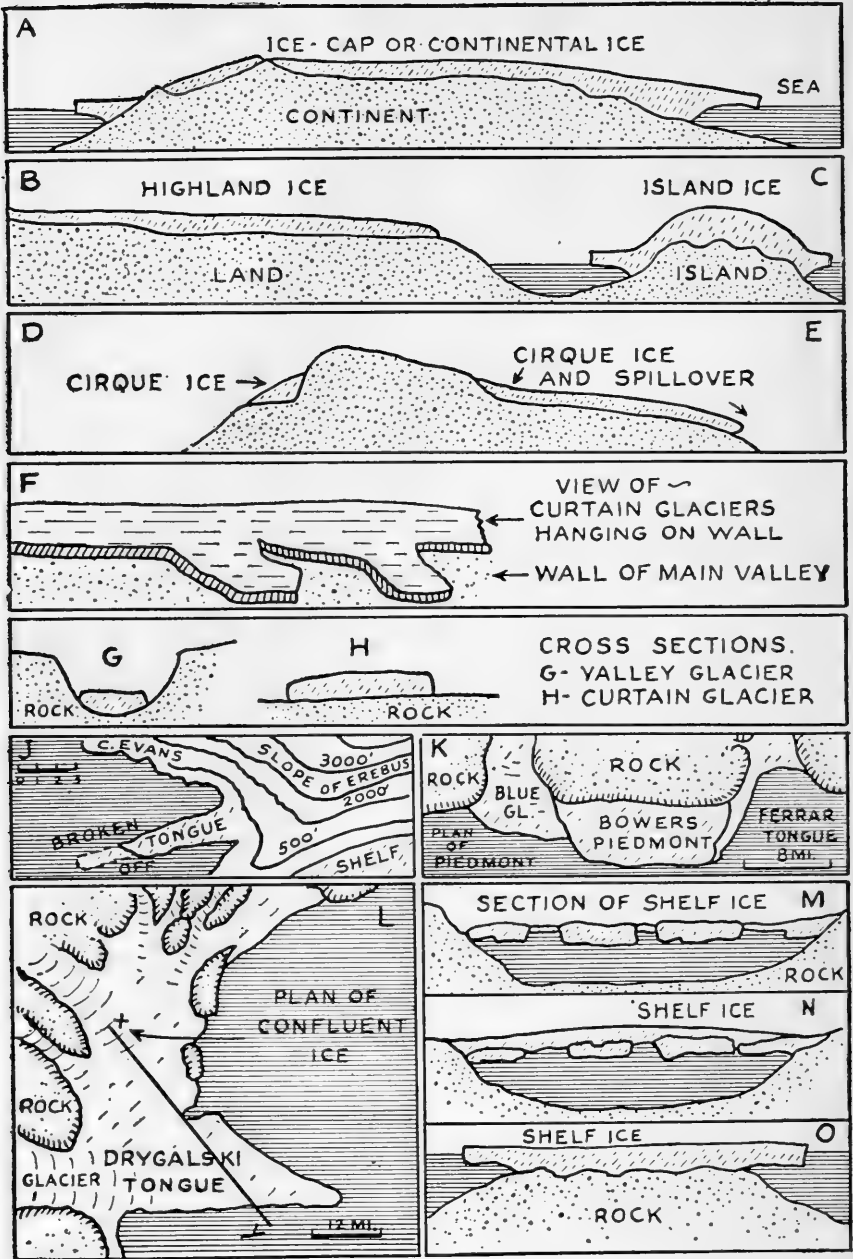 A
ICE-CAP OR CONTINENTAL ICE
SEA
CONTINENT
B
HIGHLAND ICE
ISLAND ICE
C
LAND
ISLAND
D
E
CIRQUE ICE
CIRQUE ICE
AND SPILLOVER
F
VIEW OF
CURTAIN GLACIERS
HANGING ON WALL
WALL OF MAIN VALLEY
G
H
ROCK
ROCK
CROSS SECTIONS.
G- VALLEY GLACIER
H- CURTAIN GLACIER
J
C. EVANS
0 1 2 3
3000'
SLOPE OF EREBUS
2000'
BROKEN
OFF
TONGUE
500'
SHELF
K
ROCK
ROCK
BLUE
GL.
BOWERS
PIEDMONT
PLAN
OF
PIEDMONT
FERRAR
TONGUE
8 MI.
L
ROCK
PLAN OF
CONFLUENT
ICE
ROCK
DRYGALSKI
TONGUE
GLACIER
12 MI.
SECTION OF SHELF ICE
M
ROCK
SHELF ICE
N
SHELF ICE
O
ROCK